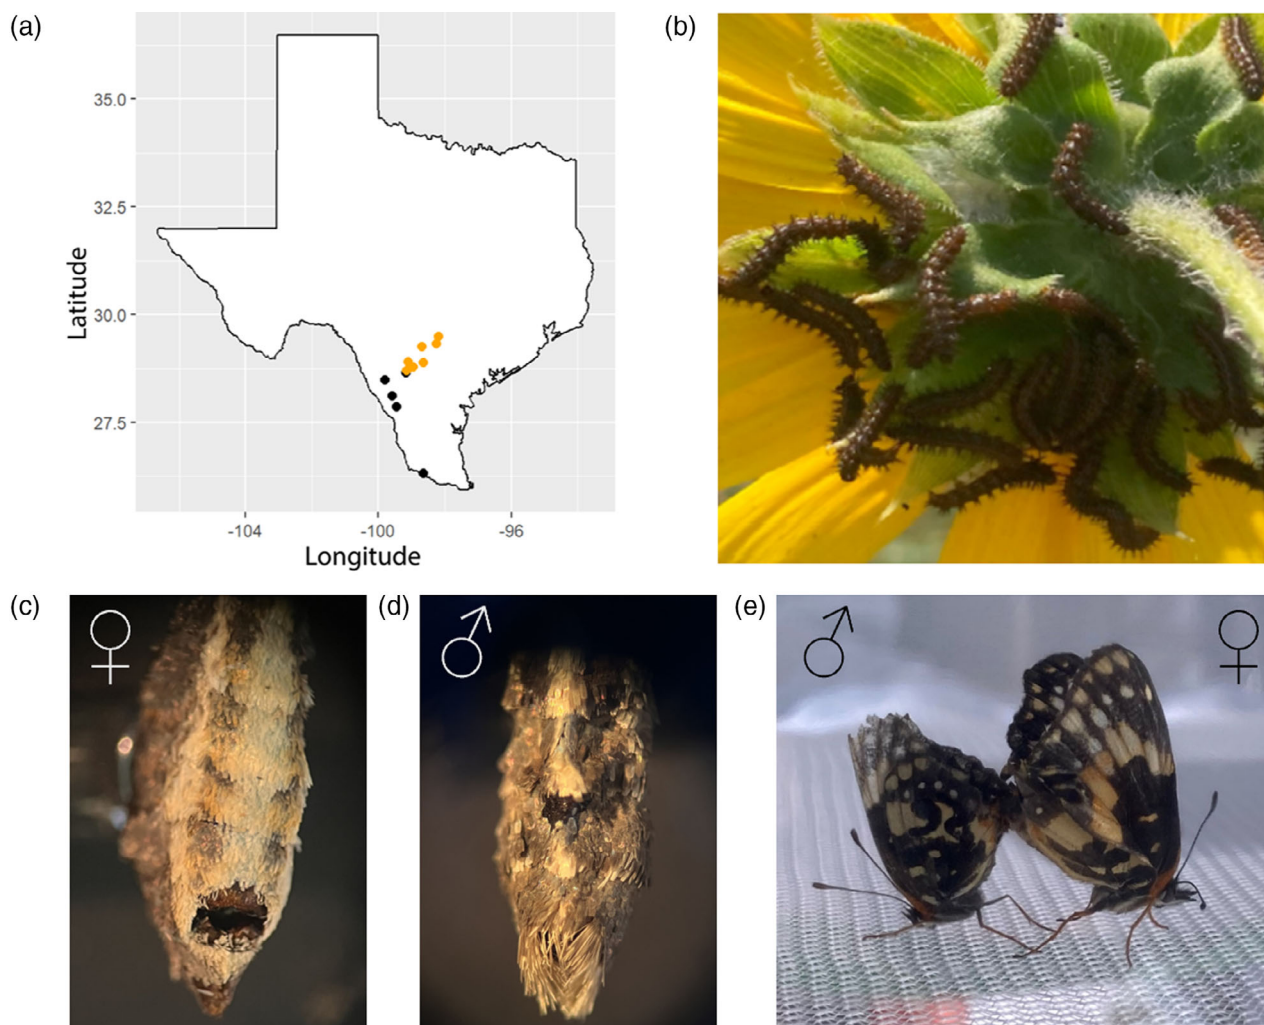 (a)
(b)
35.0
32.5
30.0
27.5
Latitude
-104
-100
-96
Longitude
(c)
♀
(d)
♂
(e)
♂
♀